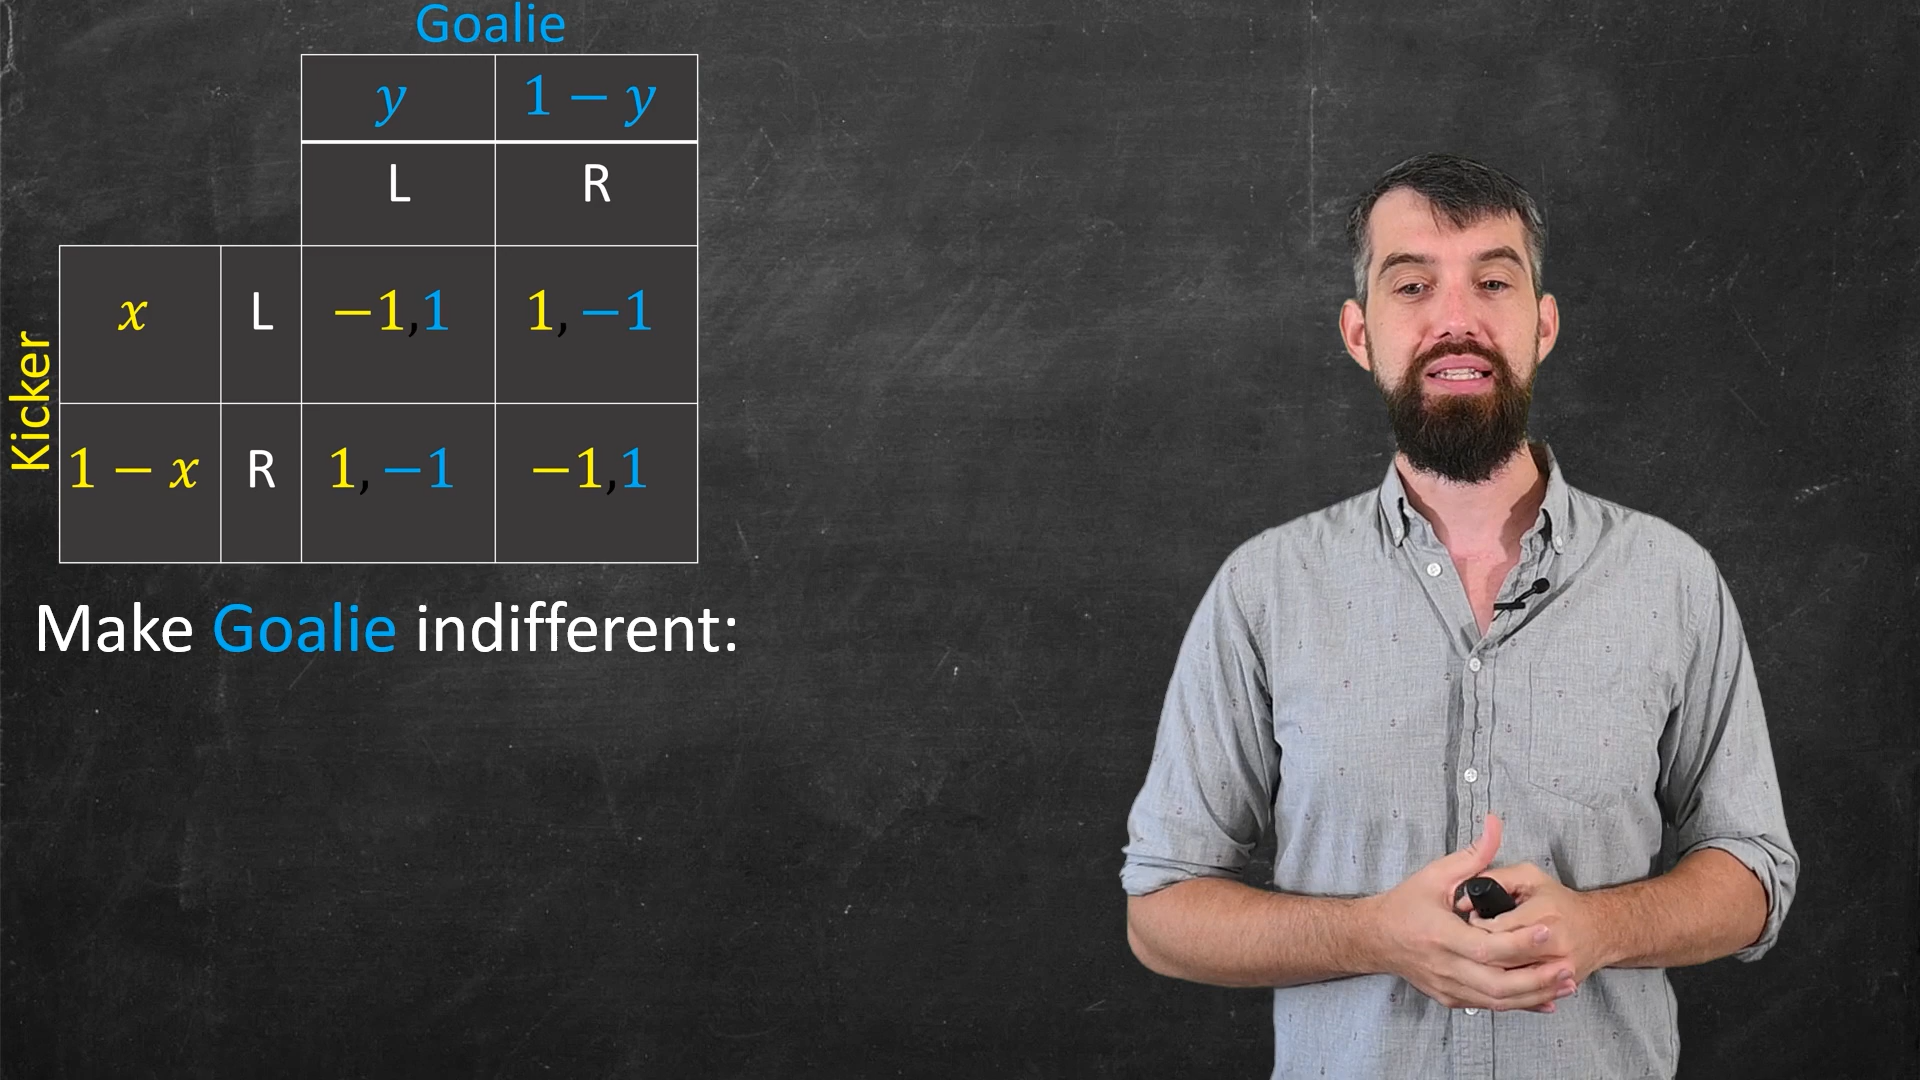 Goalie
y 1 − y
L R
Kicker
x L −1,1 1, −1
1 − x R 1, −1 −1,1
Make Goalie indifferent: